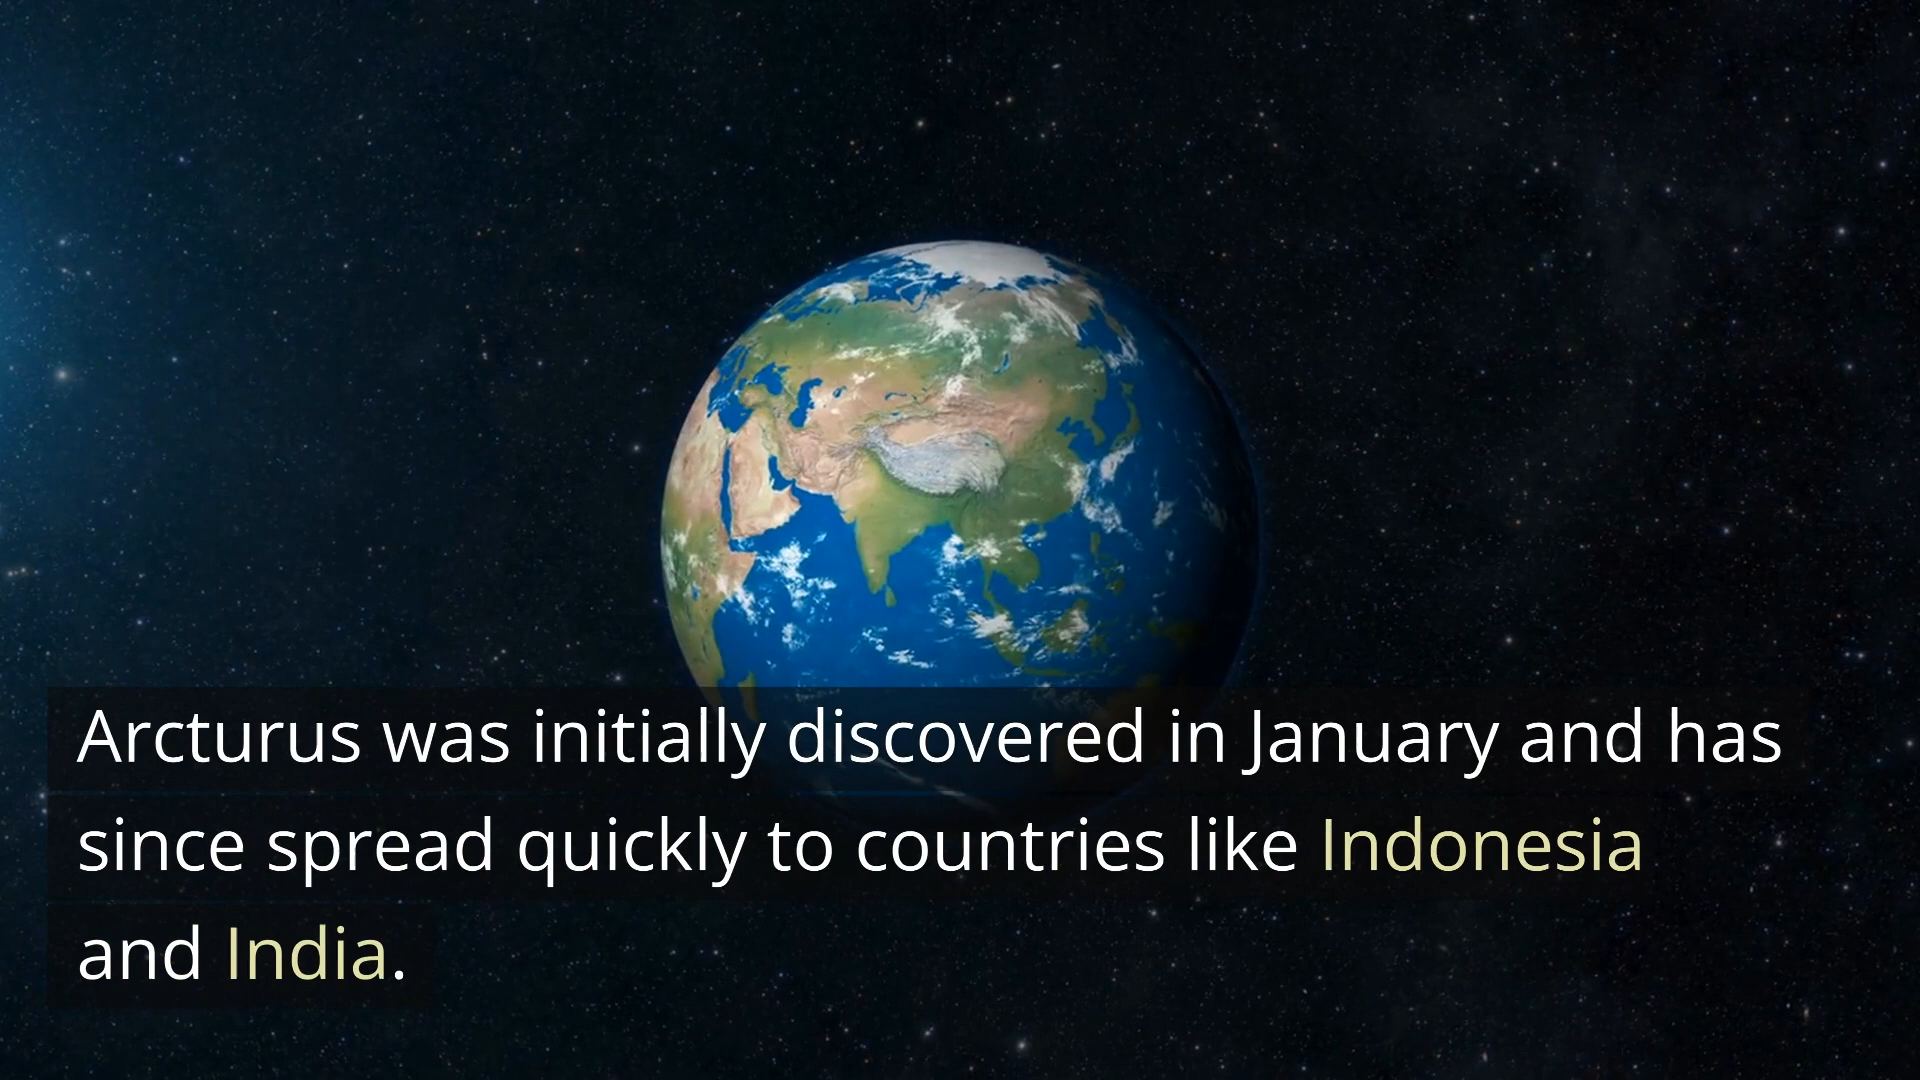 Arcturus was initially discovered in January and has
since spread quickly to countries like Indonesia
and India.